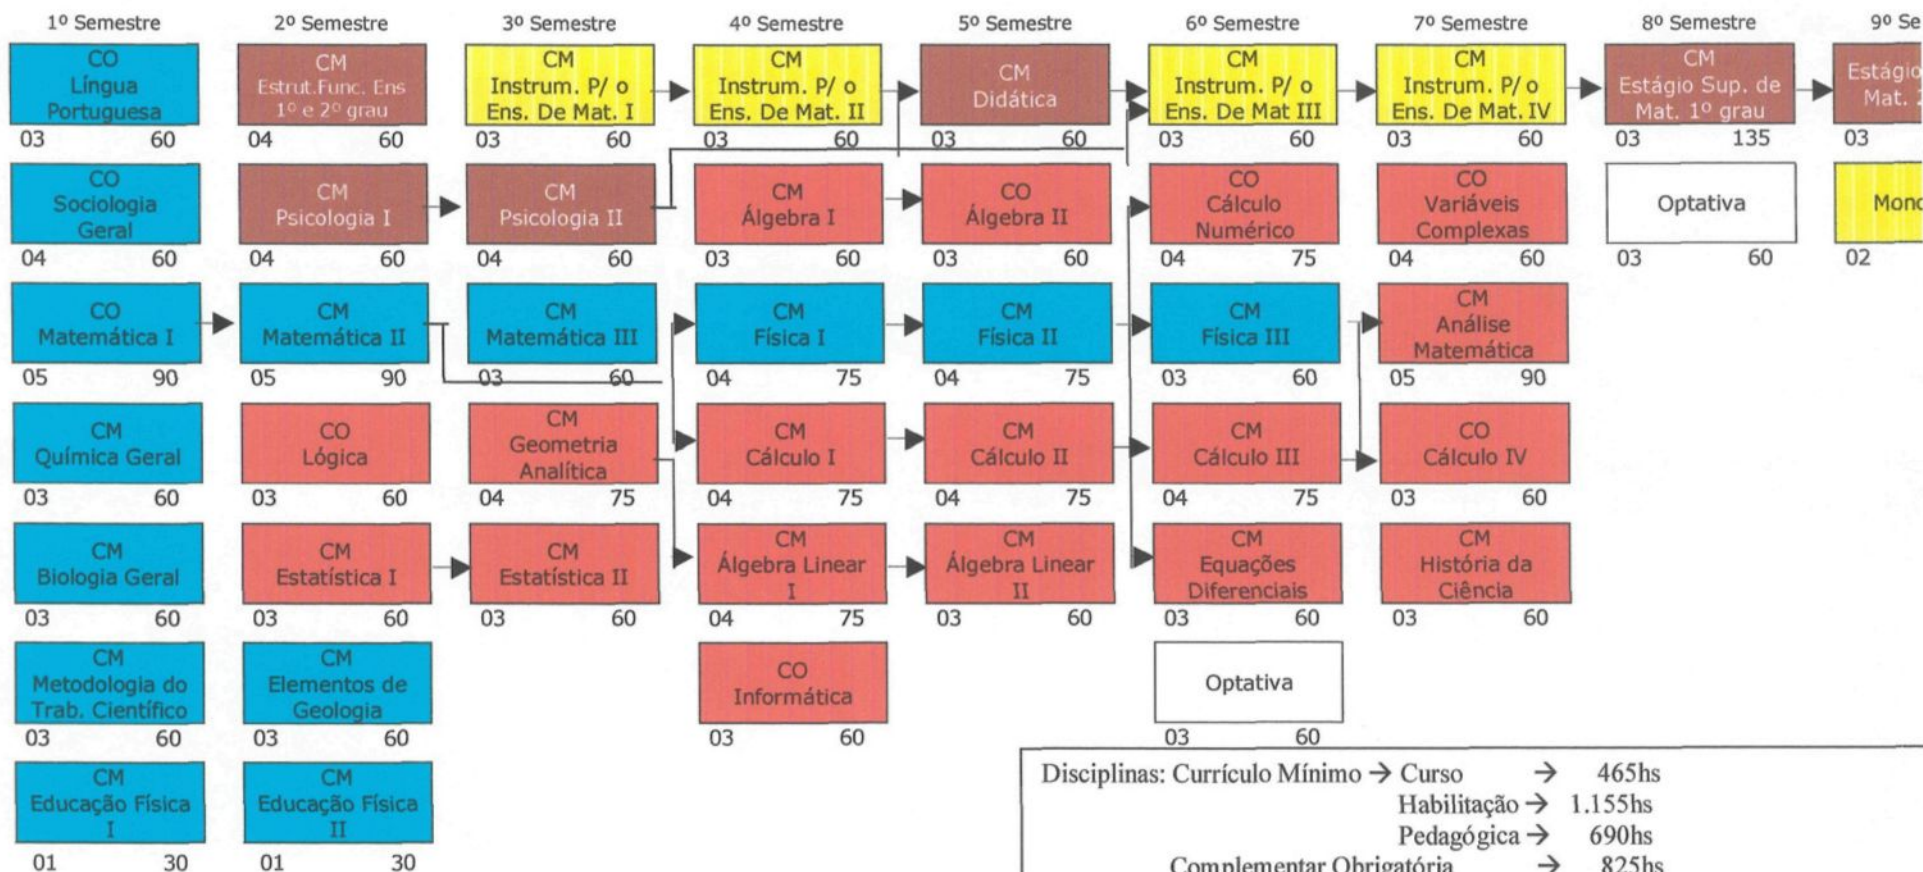 1º Semestre
2º Semestre
3º Semestre
4º Semestre
5º Semestre
6º Semestre
7º Semestre
8º Semestre
9º Se
CO
Língua
Portuguesa
03 60
CM
Estrut.Func. Ens
1º e 2º grau
04 60
CM
Instrum. P/ o
Ens. De Mat. I
03 60
CM
Instrum. P/ o
Ens. De Mat. II
03 60
CM
Didática
03 60
CM
Instrum. P/ o
Ens. De Mat III
03 60
CM
Instrum. P/ o
Ens. De Mat. IV
03 60
CM
Estágio Sup. de
Mat. 1º grau
03 135
Estágio
Mat.
03
CO
Sociologia
Geral
04 60
CM
Psicologia I
04 60
CM
Psicologia II
04 60
CM
Álgebra I
03 60
CO
Álgebra II
03 60
CO
Cálculo
Numérico
04 75
CO
Variáveis
Complexas
04 60
Optativa
03 60
Mono
02
CO
Matemática I
05 90
CM
Matemática II
05 90
CM
Matemática III
03 60
CM
Física I
04 75
CM
Física II
04 75
CM
Física III
03 60
CM
Análise
Matemática
05 90
CM
Química Geral
03 60
CO
Lógica
03 60
CM
Geometria
Analítica
04 75
CM
Cálculo I
04 75
CM
Cálculo II
04 75
CM
Cálculo III
04 75
CO
Cálculo IV
03 60
CM
Biologia Geral
03 60
CM
Estatística I
03 60
CM
Estatística II
03 60
CM
Álgebra Linear
I
04 75
CM
Álgebra Linear
II
03 60
CM
Equações
Diferenciais
03 60
CM
História da
Ciência
03 60
CM
Metodologia do
Trab. Científico
03 60
CM
Elementos de
Geologia
03 60
CO
Informática
03 60
Optativa
03 60
CM
Educação Física
I
01 30
CM
Educação Física
II
01 30
Disciplinas: Currículo Mínimo → Curso → 465hs
Habilitação → 1.155hs
Pedagógica → 690hs
Complementar Obrigatória → 825hs